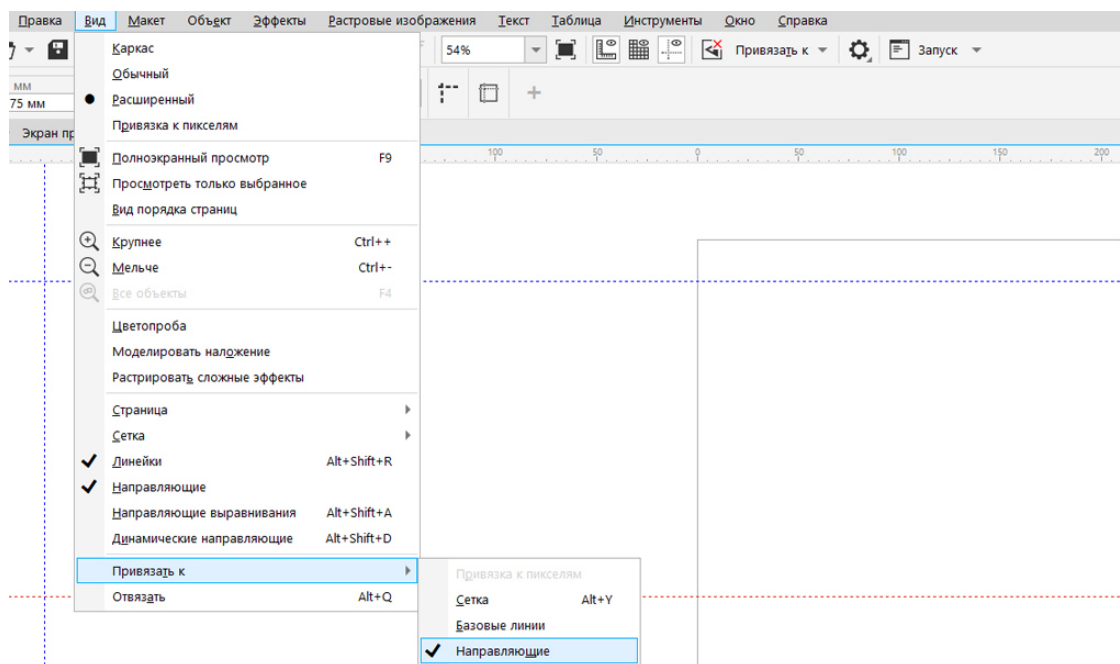 Правка Вид Макет Объект Эффекты Растровые изображения Текст Таблица Инструменты Окно Справка
54% Привязать к Запуск
мм
75 мм
Экран пр
100 50 0 50 100 150 200
Каркас
Обычный
Расширенный
Привязка к пикселям
Полноэкранный просмотр F9
Просмотреть только выбранное
Вид порядка страниц
Крупнее Ctrl++
Мельче Ctrl+-
Все объекты F4
Цветопроба
Моделировать наложение
Растрировать сложные эффекты
Страница
Сетка
Линейки Alt+Shift+R
Направляющие
Направляющие выравнивания Alt+Shift+A
Динамические направляющие Alt+Shift+D
Привязать к
Отвязать Alt+Q
Привязка к пикселям
Сетка Alt+Y
Базовые линии
Направляющие